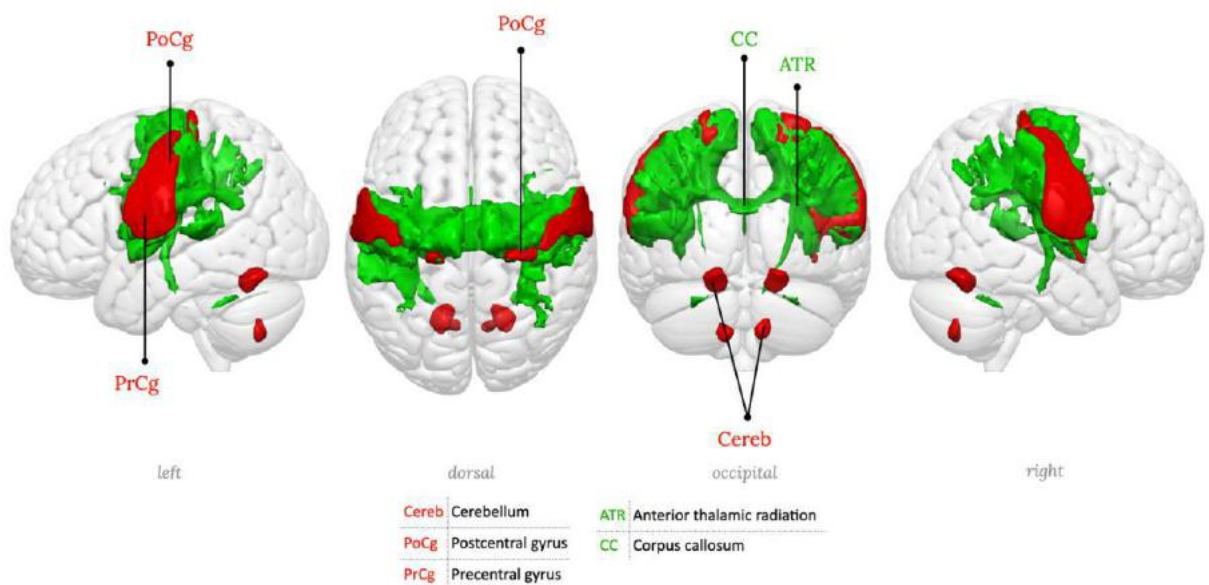 PoCg
PoCg
CC
ATR
PrCg
Cereb
left
dorsal
occipital
right
Cereb Cerebellum
PoCg Postcentral gyrus
PrCg Precentral gyrus
ATR Anterior thalamic radiation
CC Corpus callosum